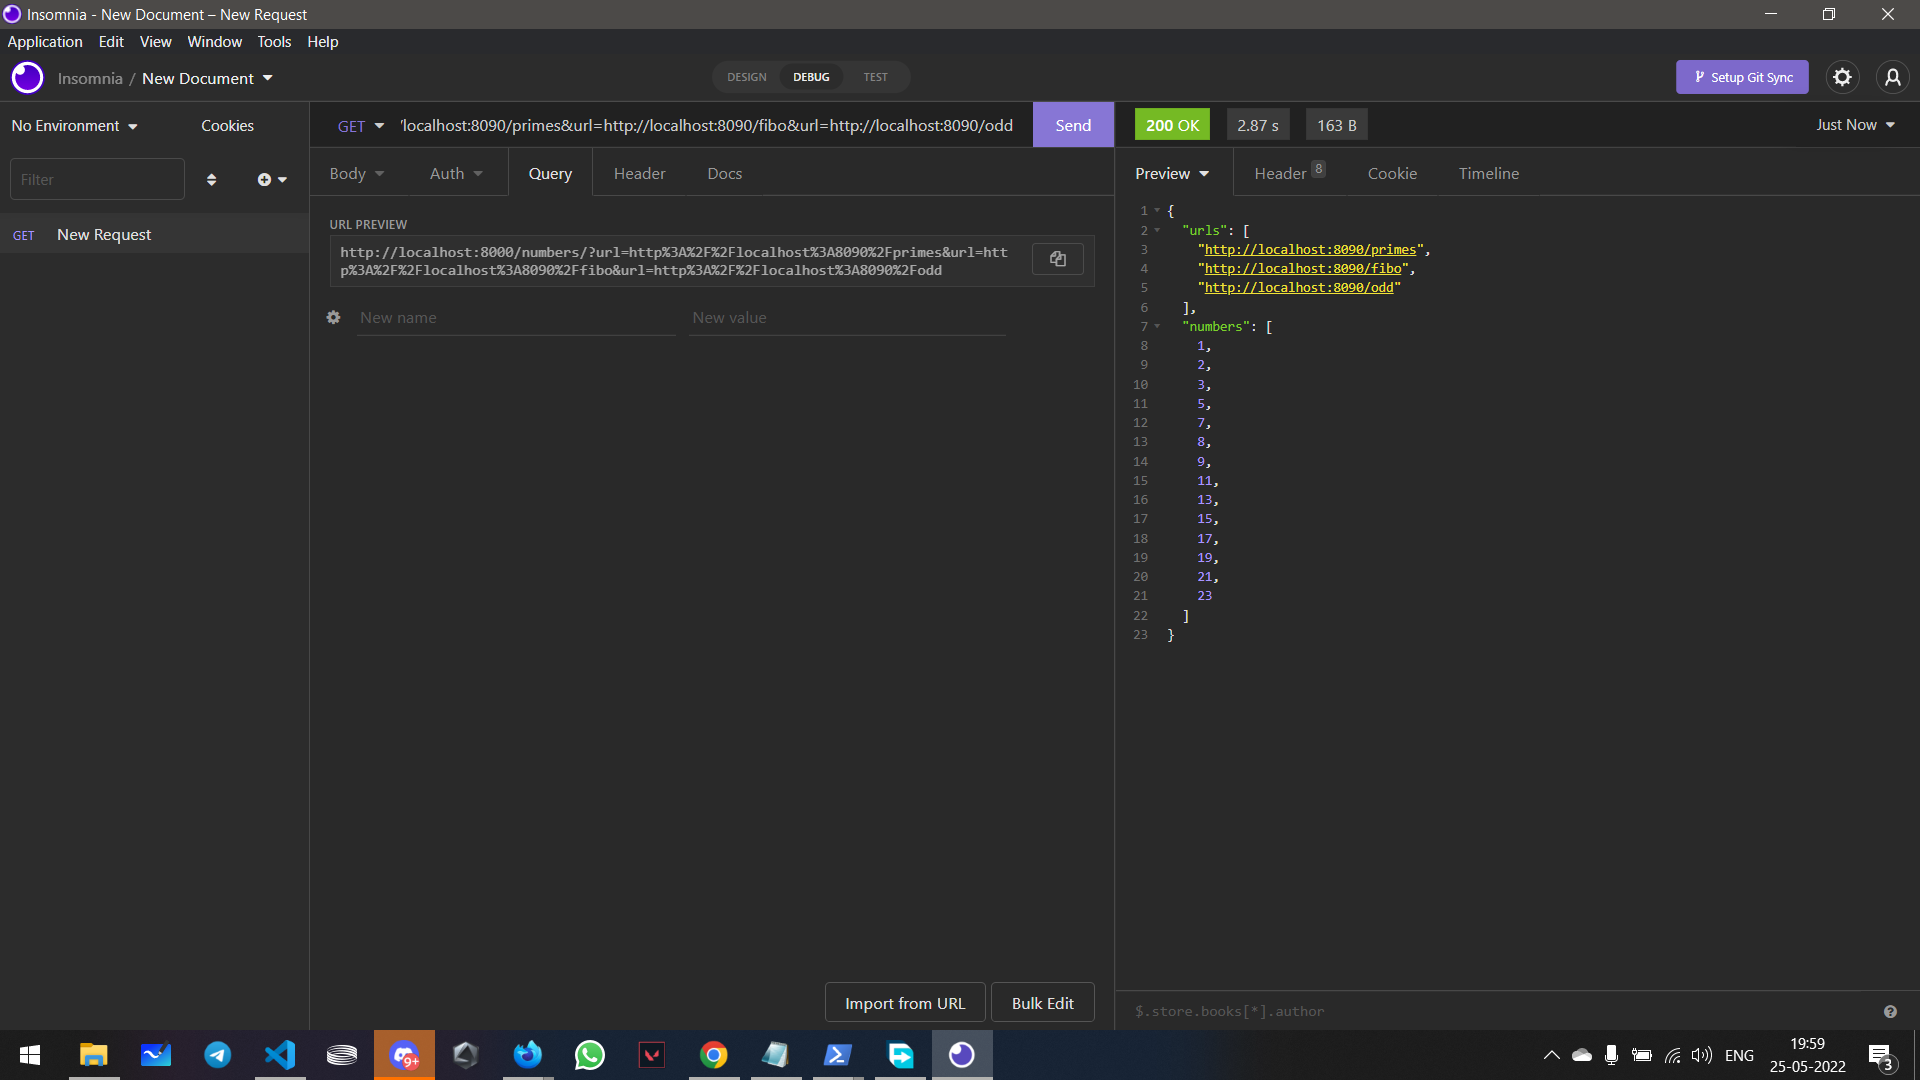 Insomnia - New Document – New Request
Application Edit View Window Tools Help
Insomnia / New Document
DESIGN DEBUG TEST
Setup Git Sync
No Environment Cookies
GET localhost:8090/primes&url=http://localhost:8090/fibo&url=http://localhost:8090/odd Send
200 OK 2.87 s 163 B Just Now
Filter
Body Auth Query Header Docs
Preview Header 8 Cookie Timeline
GET New Request
URL PREVIEW
http://localhost:8000/numbers/?url=http%3A%2F%2Flocalhost%3A8090%2Fprimes&url=htt
p%3A%2F%2Flocalhost%3A8090%2Ffibo&url=http%3A%2F%2Flocalhost%3A8090%2Fodd
New name New value
1 {
2 "urls": [
3 "http://localhost:8090/primes",
4 "http://localhost:8090/fibo",
5 "http://localhost:8090/odd"
6 ],
7 "numbers": [
8 1,
9 2,
10 3,
11 5,
12 7,
13 8,
14 9,
15 11,
16 13,
17 15,
18 17,
19 19,
20 21,
21 23
22 ]
23 }
Import from URL Bulk Edit
$.store.books[*].author
9+
ENG
19:59
25-05-2022
3